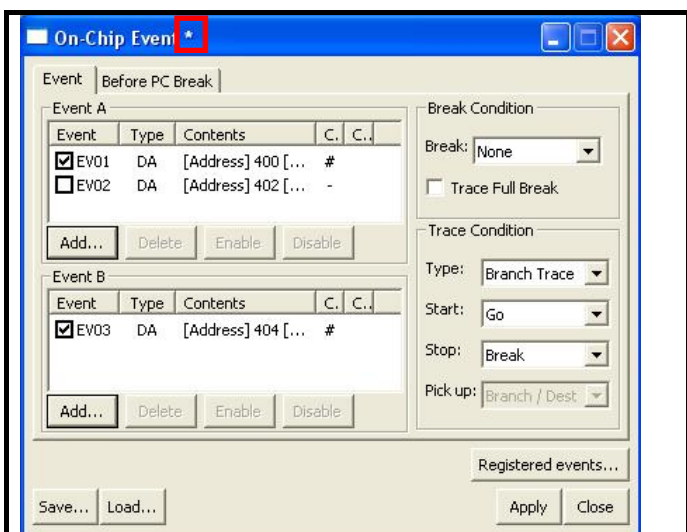 On-Chip Event *
Event Before PC Break
Event A
Event Type Contents C. C..
EV01 DA [Address] 400 [... #
EV02 DA [Address] 402 [... -
Add... Delete Enable Disable
Event B
Event Type Contents C. C..
EV03 DA [Address] 404 [... #
Add... Delete Enable Disable
Break Condition
Break: None
Trace Full Break
Trace Condition
Type: Branch Trace
Start: Go
Stop: Break
Pick up: Branch / Dest
Registered events...
Save... Load... Apply Close